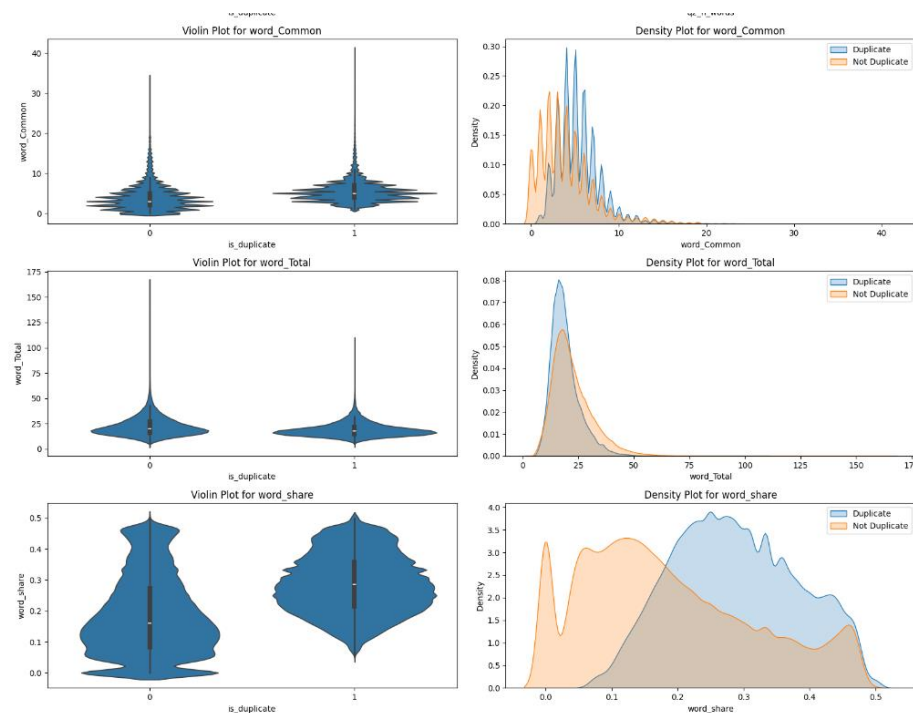 is_duplicate
q2_n_words
Violin Plot for word_Common
word_Common
40
30
20
10
0
0
1
is_duplicate
Density Plot for word_Common
Density
0.30
0.25
0.20
0.15
0.10
0.05
0.00
Duplicate
Not Duplicate
0
10
20
30
40
word_Common
Violin Plot for word_Total
word_Total
175
150
125
100
75
50
25
0
0
1
is_duplicate
Density Plot for word_Total
Density
0.08
0.07
0.06
0.05
0.04
0.03
0.02
0.01
0.00
Duplicate
Not Duplicate
0
25
50
75
100
125
150
word_Total
Violin Plot for word_share
word_share
0.5
0.4
0.3
0.2
0.1
0.0
0
1
is_duplicate
Density Plot for word_share
Density
4.0
3.5
3.0
2.5
2.0
1.5
1.0
0.5
0.0
Duplicate
Not Duplicate
0.0
0.1
0.2
0.3
0.4
0.5
word_share